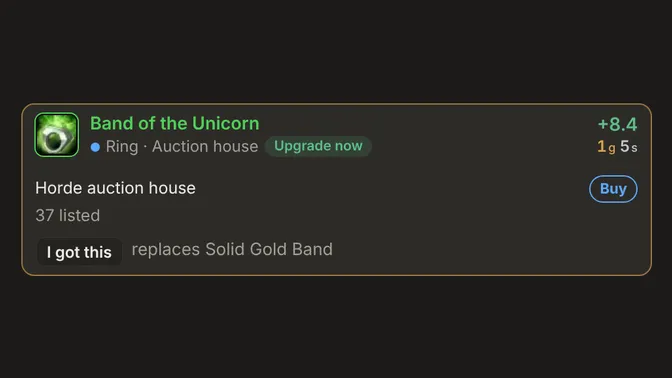 Band of the Unicorn
+8.4
Ring · Auction house Upgrade now
1g 5s
Horde auction house
Buy
37 listed
I got this replaces Solid Gold Band